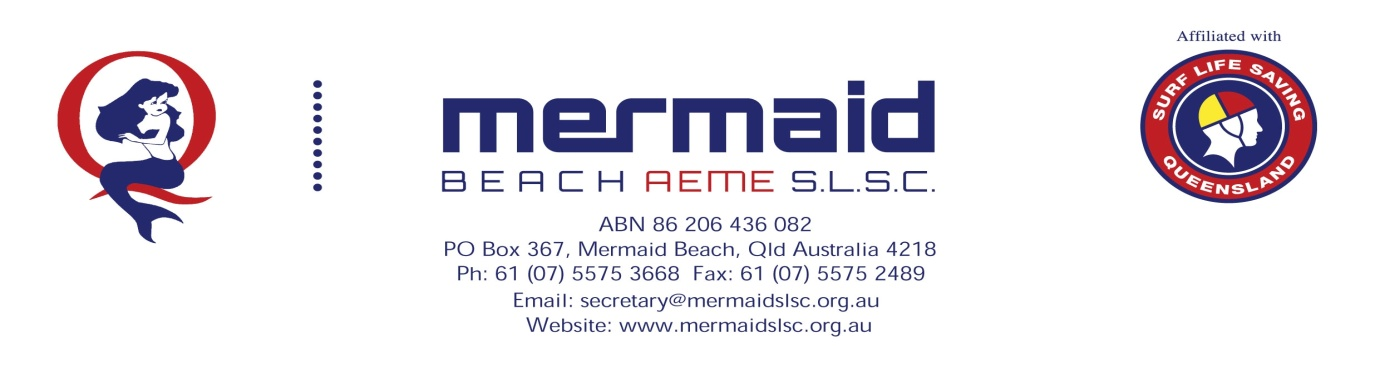 Affiliated with
SURF LIFE SAVING
QUEENSLAND
mermaid
BEACH AEME S.L.S.C.
ABN 86 206 436 082
PO Box 367, Mermaid Beach, Qld Australia 4218
Ph: 61 (07) 5575 3668 Fax: 61 (07) 5575 2489
Email: secretary@mermaidslsc.org.au
Website: www.mermaidslsc.org.au